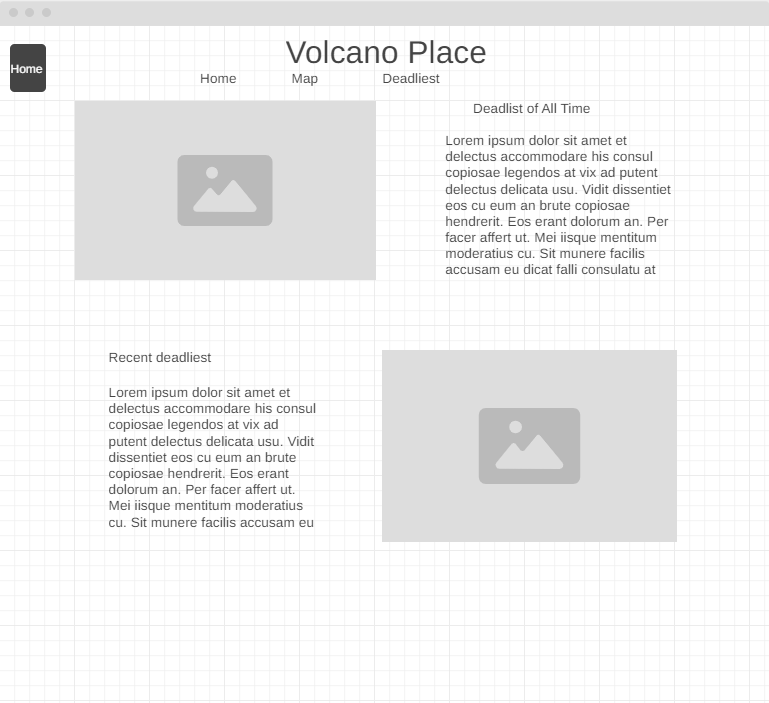 Volcano Place
Home
Home
Map
Deadliest
Deadlist of All Time
Lorem ipsum dolor sit amet et
delectus accommodare his consul
copiosae legendos at vix ad putent
delectus delicata usu. Vidit dissentiet
eos cu eum an brute copiosae
hendrerit. Eos erant dolorum an. Per
facer affert ut. Mei iisque mentitum
moderatius cu. Sit munere facilis
accusam eu dicat falli consulatu at
Recent deadliest
Lorem ipsum dolor sit amet et
delectus accommodare his consul
copiosae legendos at vix ad
putent delectus delicata usu. Vidit
dissentiet eos cu eum an brute
copiosae hendrerit. Eos erant
dolorum an. Per facer affert ut.
Mei iisque mentitum moderatius
cu. Sit munere facilis accusam eu